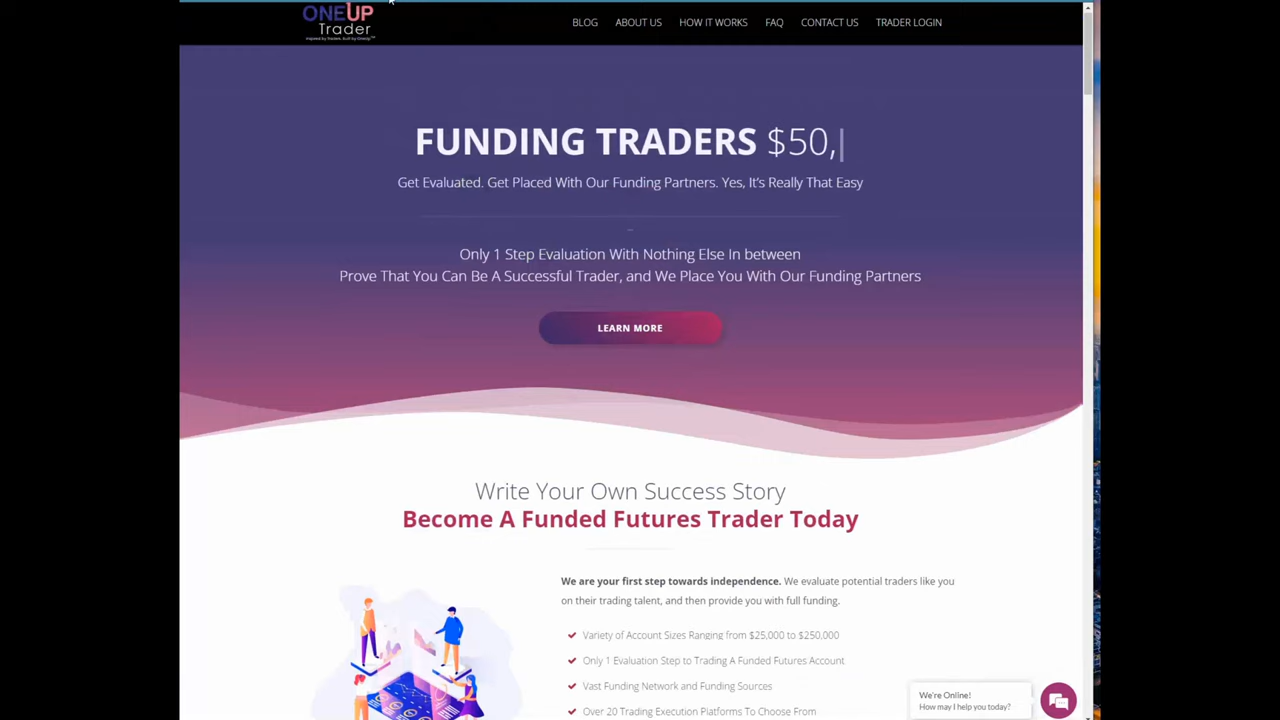 ONEUP
Trader
BLOG ABOUT US HOW IT WORKS FAQ CONTACT US TRADER LOGIN
FUNDING TRADERS $50,
Get Evaluated. Get Placed With Our Funding Partners. Yes, It's Really That Easy
Only 1 Step Evaluation With Nothing Else In between
Prove That You Can Be A Successful Trader, and We Place You With Our Funding Partners
LEARN MORE
Write Your Own Success Story
Become A Funded Futures Trader Today
We are your first step towards independence. We evaluate potential traders like you
on their trading talent, and then provide you with full funding.
Variety of Account Sizes Ranging from $25,000 to $250,000
Only 1 Evaluation Step to Trading A Funded Futures Account
Vast Funding Network and Funding Sources
Over 20 Trading Execution Platforms To Choose From
We're Online!
How may I help you today?